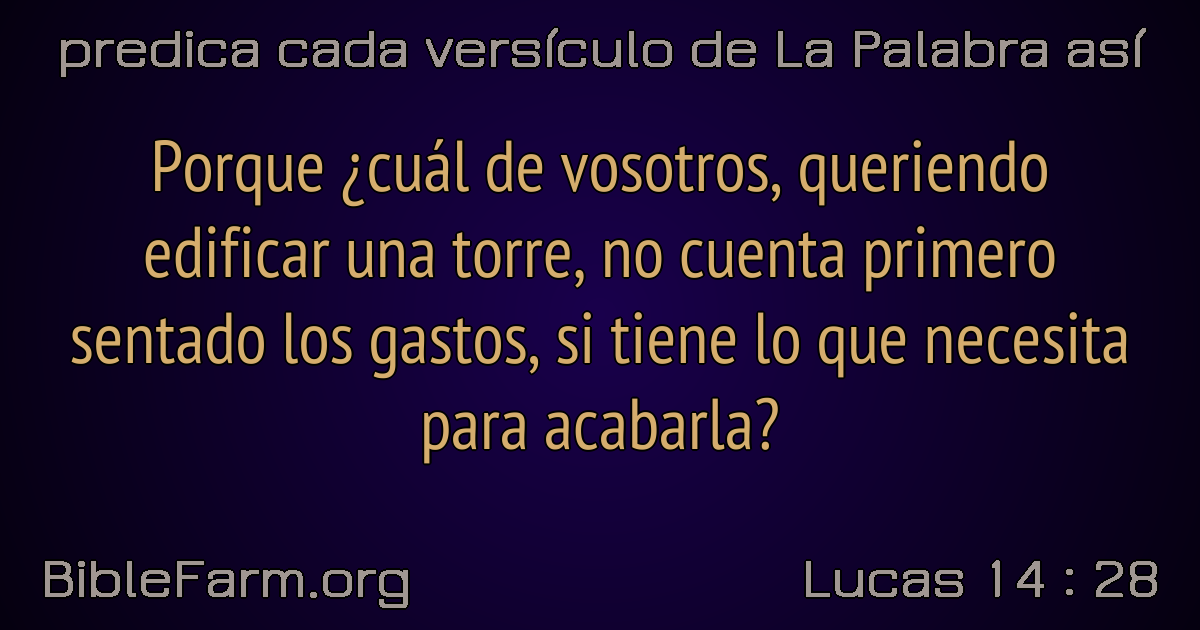 predica cada versículo de La Palabra así
Porque ¿cuál de vosotros, queriendo
edificar una torre, no cuenta primero
sentado los gastos, si tiene lo que necesita
para acabarla?
BibleFarm.org
Lucas 14 : 28